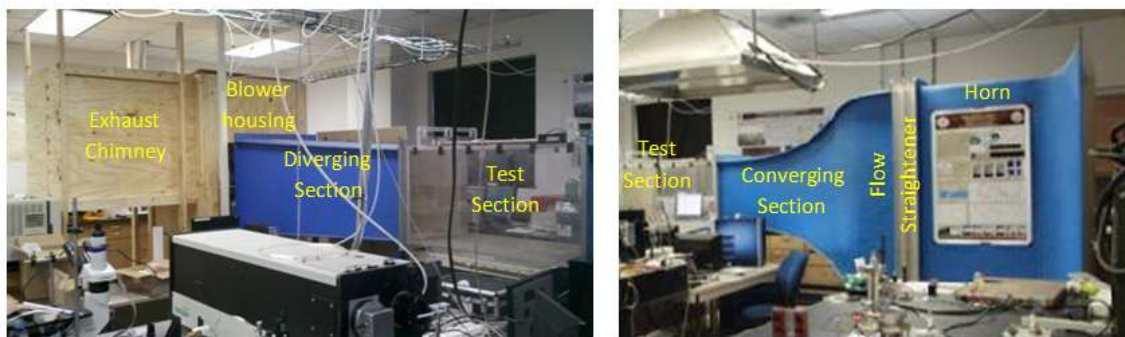 Exhaust
Chimney
Blower
housing
Diverging
Section
Test
Section
Test
Section
Converging
Section
Flow
Straightener
Horn